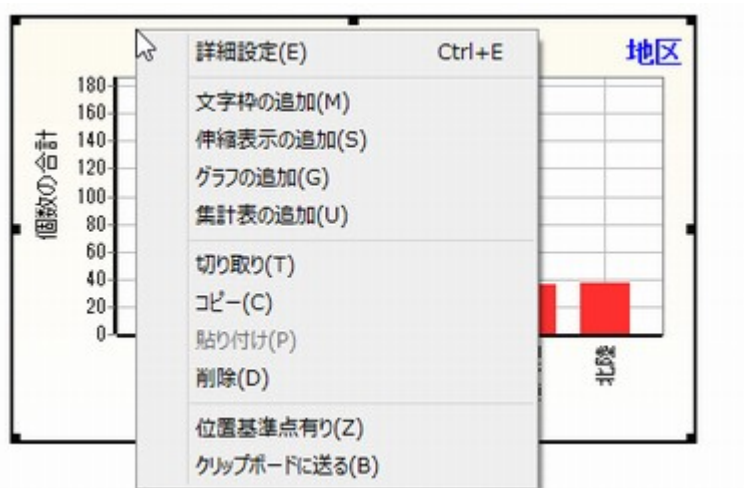 詳細設定(E) Ctrl+E
地区
文字枠の追加(M)
伸縮表示の追加(S)
グラフの追加(G)
集計表の追加(U)
切り取り(T)
コピー(C)
貼り付け(P)
削除(D)
位置基準点有り(Z)
クリップボードに送る(B)
個数の合計
180
160
140
120
100
80
60
40
20
0
北陸